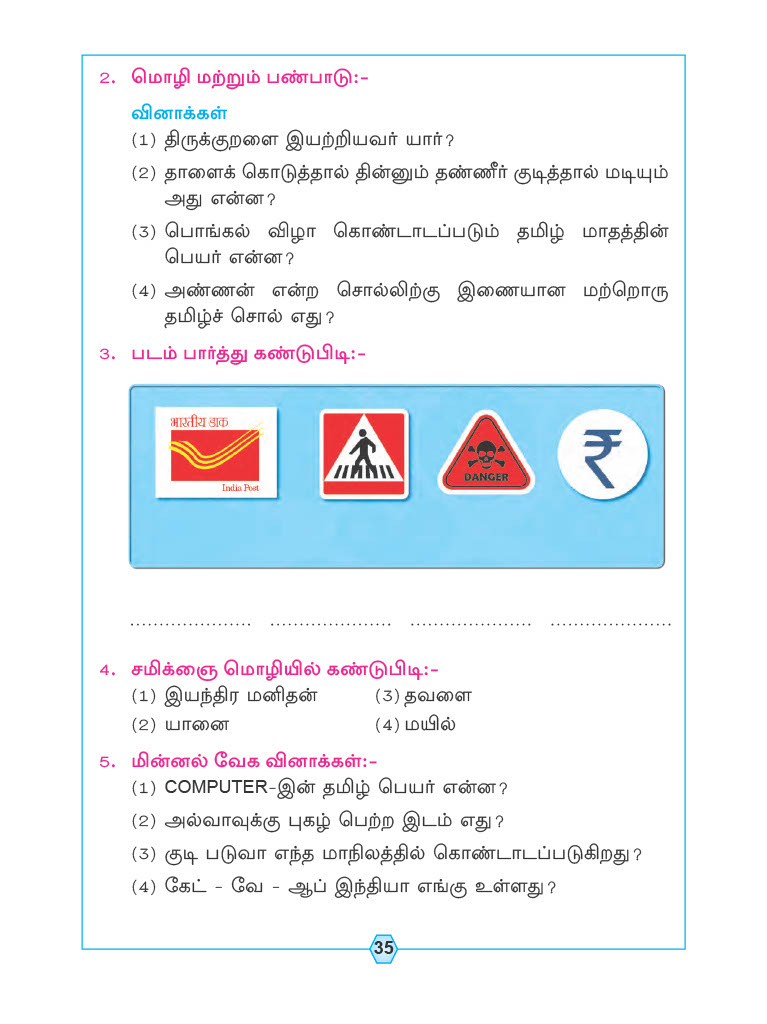 2. மொழி மற்றும் பண்பாடு:-
வினாக்கள்
(1) திருக்குறளை இயற்றியவர் யார்?
(2) தாளைக் கொடுத்தால் தின்னும் தண்ணீர் குடித்தால் மடியும்
அது என்ன?
(3) பொங்கல் விழா கொண்டாடப்படும் தமிழ் மாதத்தின்
பெயர் என்ன?
(4) அண்ணன் என்ற சொல்லிற்கு இணையான மற்றொரு
தமிழ்ச் சொல் எது?
3. படம் பார்த்து கண்டுபிடி:-
भारतीय डाक
India Post
DANGER
₹
..................... ..................... ..................... .....................
4. சமிக்ஞை மொழியில் கண்டுபிடி:-
(1) இயந்திர மனிதன் (3) தவளை
(2) யானை (4) மயில்
5. மின்னல் வேக வினாக்கள்:-
(1) COMPUTER-இன் தமிழ் பெயர் என்ன?
(2) அல்வாவுக்கு புகழ் பெற்ற இடம் எது?
(3) குடி படுவா எந்த மாநிலத்தில் கொண்டாடப்படுகிறது?
(4) கேட் - வே - ஆப் இந்தியா எங்கு உள்ளது?
35